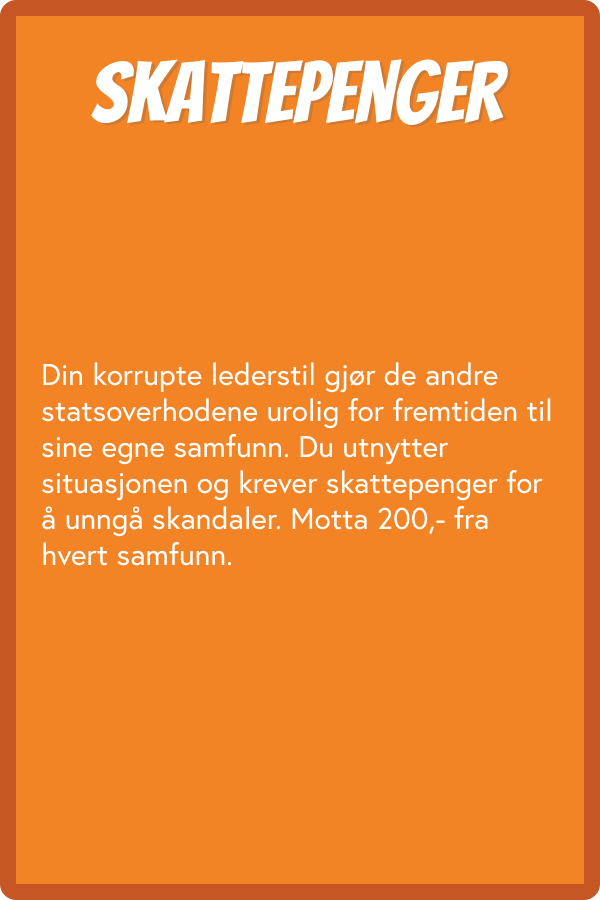 SKATTEPENGER
Din korrupte lederstil gjør de andre
statsoverhodene urolig for fremtiden til
sine egne samfunn. Du utnytter
situasjonen og krever skattepenger for
å unngå skandaler. Motta 200,- fra
hvert samfunn.